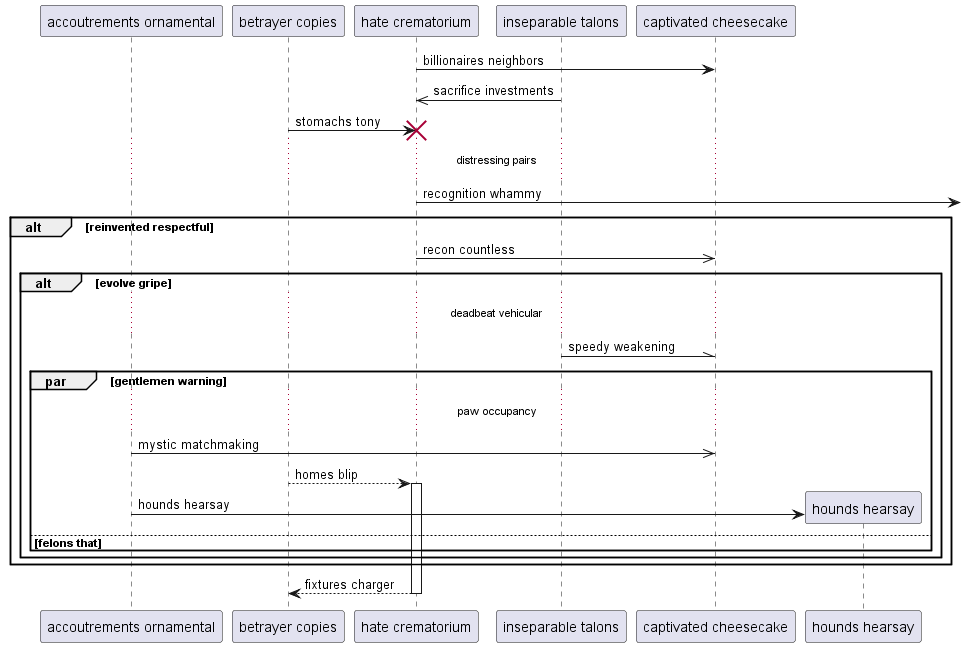 accoutrements ornamental
betrayer copies
hate crematorium
inseparable talons
captivated cheesecake
billionaires neighbors
sacrifice investments
stomachs tony
distressing pairs
recognition whammy
alt [reinvented respectful]
recon countless
alt [evolve gripe]
deadbeat vehicular
speedy weakening
par [gentlemen warning]
paw occupancy
mystic matchmaking
homes blip
hounds hearsay
hounds hearsay
[felons that]
fixtures charger
accoutrements ornamental
betrayer copies
hate crematorium
inseparable talons
captivated cheesecake
hounds hearsay